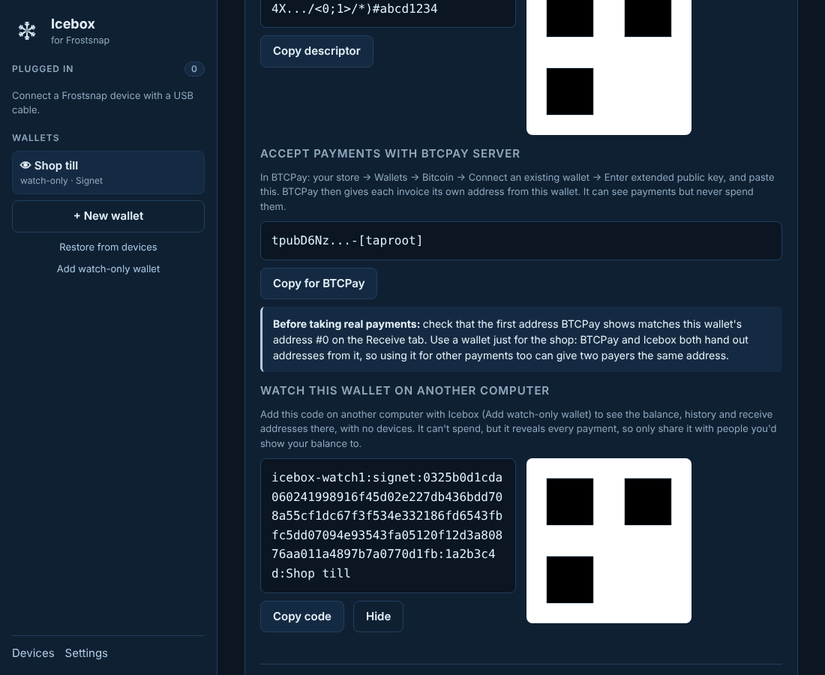 Icebox
for Frostsnap
PLUGGED IN
0
Connect a Frostsnap device with a USB
cable.
WALLETS
Shop till
watch-only · Signet
+ New wallet
Restore from devices
Add watch-only wallet
Devices
Settings
4X.../<0;1>/*)#abcd1234
Copy descriptor
ACCEPT PAYMENTS WITH BTCPAY SERVER
In BTCPay: your store → Wallets → Bitcoin → Connect an existing wallet → Enter extended public key, and paste
this. BTCPay then gives each invoice its own address from this wallet. It can see payments but never spend
them.
tpubD6Nz...-[taproot]
Copy for BTCPay
Before taking real payments: check that the first address BTCPay shows matches this wallet's
address #0 on the Receive tab. Use a wallet just for the shop: BTCPay and Icebox both hand out
addresses from it, so using it for other payments too can give two payers the same address.
WATCH THIS WALLET ON ANOTHER COMPUTER
Add this code on another computer with Icebox (Add watch-only wallet) to see the balance, history and receive
addresses there, with no devices. It can't spend, but it reveals every payment, so only share it with people you'd
show your balance to.
icebox-watch1:signet:0325b0d1cda
060241998916f45d02e227db436bdd70
8a55cf1dc67f3f534e332186fd6543fb
fc5dd07094e93543fa05120f12d3a808
76aa011a4897b7a0770d1fb:1a2b3c4
d:Shop till
Copy code
Hide